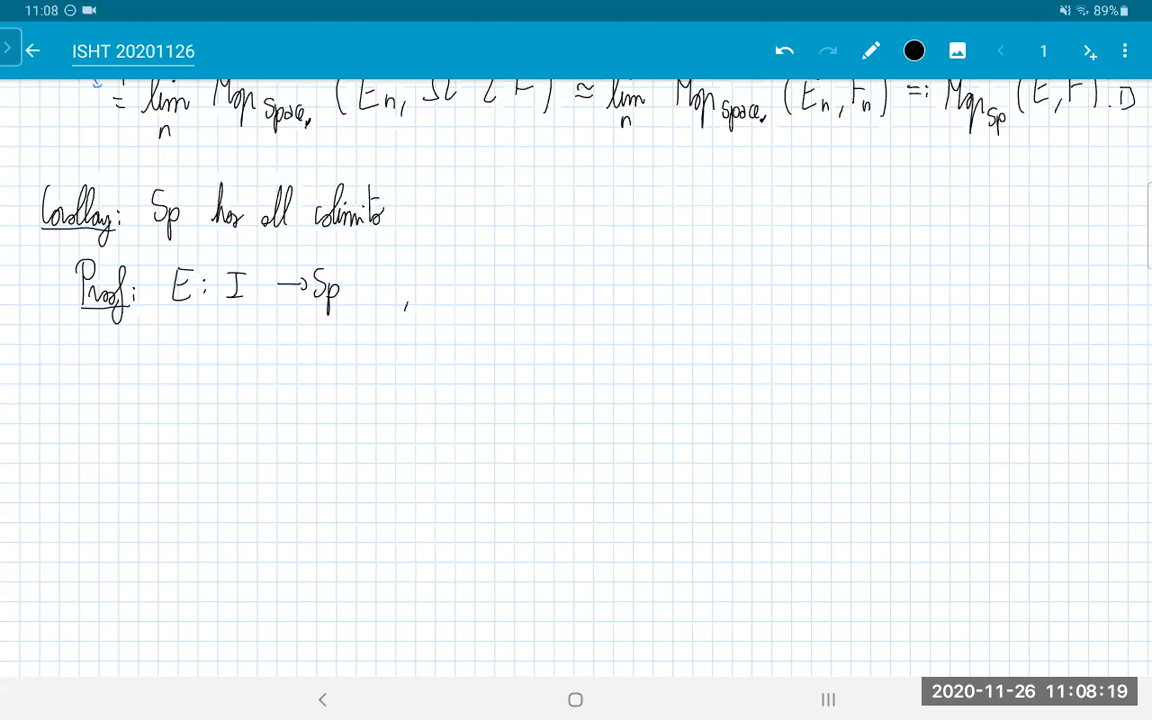 11:08 89%
ISHT 20201126 1
= lim_n Map_Space. (E_n, Ω L F) ≃ lim_n Map_Space. (E_n, F_n) =: Map_Sp (E, F). □
Corollary: Sp has all colimits
Proof: E: I → Sp ,
2020-11-26 11:08:19